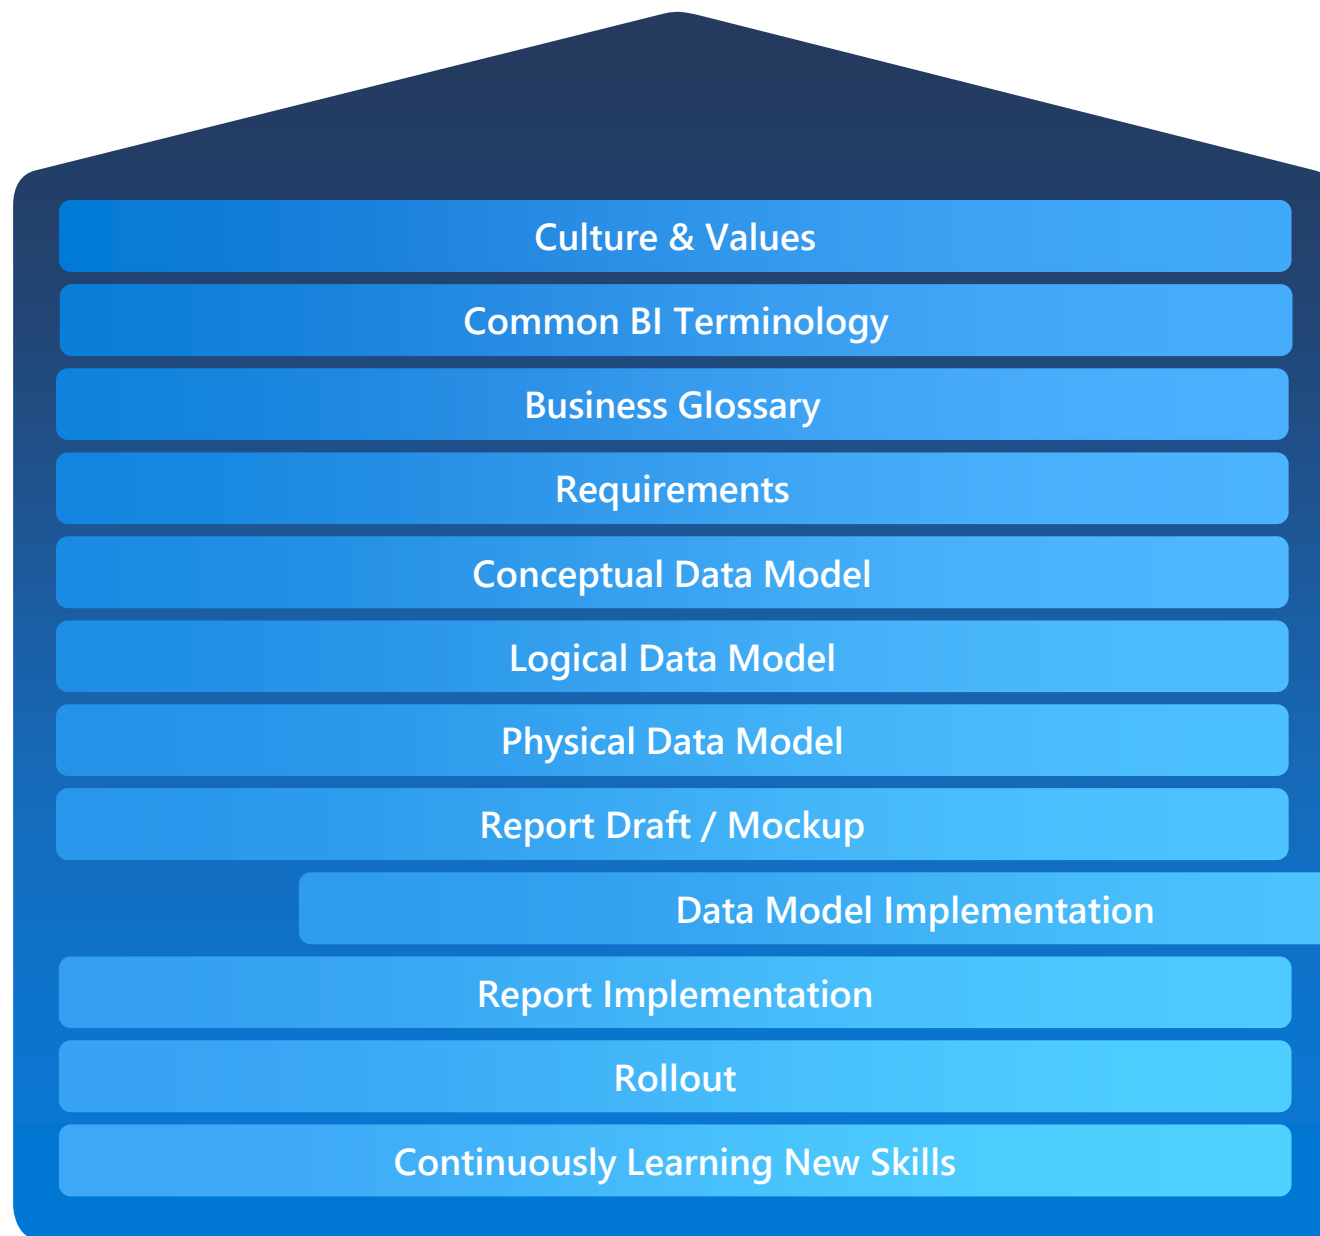 Culture & Values
Common BI Terminology
Business Glossary
Requirements
Conceptual Data Model
Logical Data Model
Physical Data Model
Report Draft / Mockup
Data Model Implementation
Report Implementation
Rollout
Continuously Learning New Skills